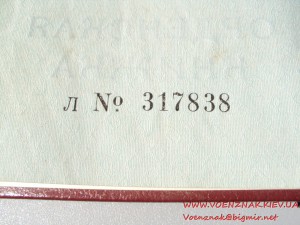 л № 317838
WWW.VOENZNAK.KIEV.UA
Voenznak@bigmir.net